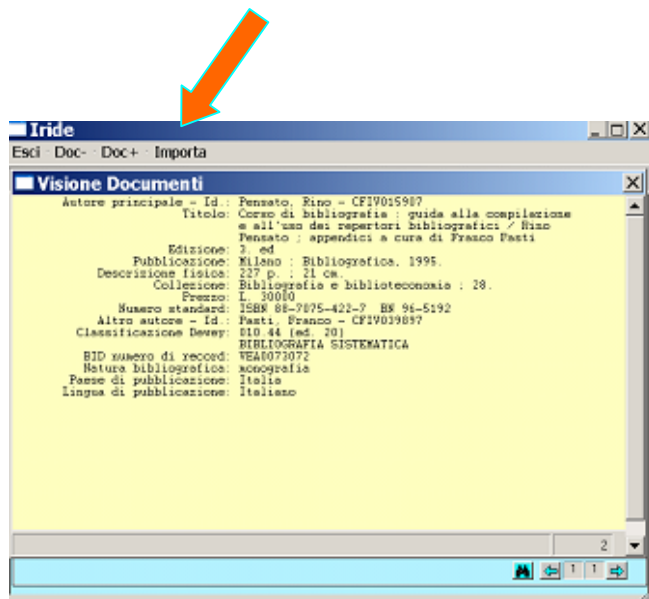 Iride
Esci Doc- Doc+ Importa
Visione Documenti
Autore principale - Id.: Pensato, Rino - CFIV015907
Titolo: Corso di bibliografia : guida alla compilazione
e all'uso dei repertori bibliografici / Rino
Pensato ; appendici a cura di Franco Pasti
Edizione: 3. ed
Pubblicazione: Milano : Bibliografica, 1995.
Descrizione fisica: 227 p. ; 21 cm.
Collezione: Bibliografia e biblioteconomia ; 28.
Prezzo: L. 30000
Numero standard: ISBN 88-7075-422-7 BN 96-5192
Altro autore - Id.: Pasti, Franco - CFIV039897
Classificazione Dewey: 010.44 (ed. 20)
BIBLIOGRAFIA SISTEMATICA
BID numero di record: VEA0073072
Natura bibliografica: monografia
Paese di pubblicazione: Italia
Lingua di pubblicazione: Italiano
2
1 1